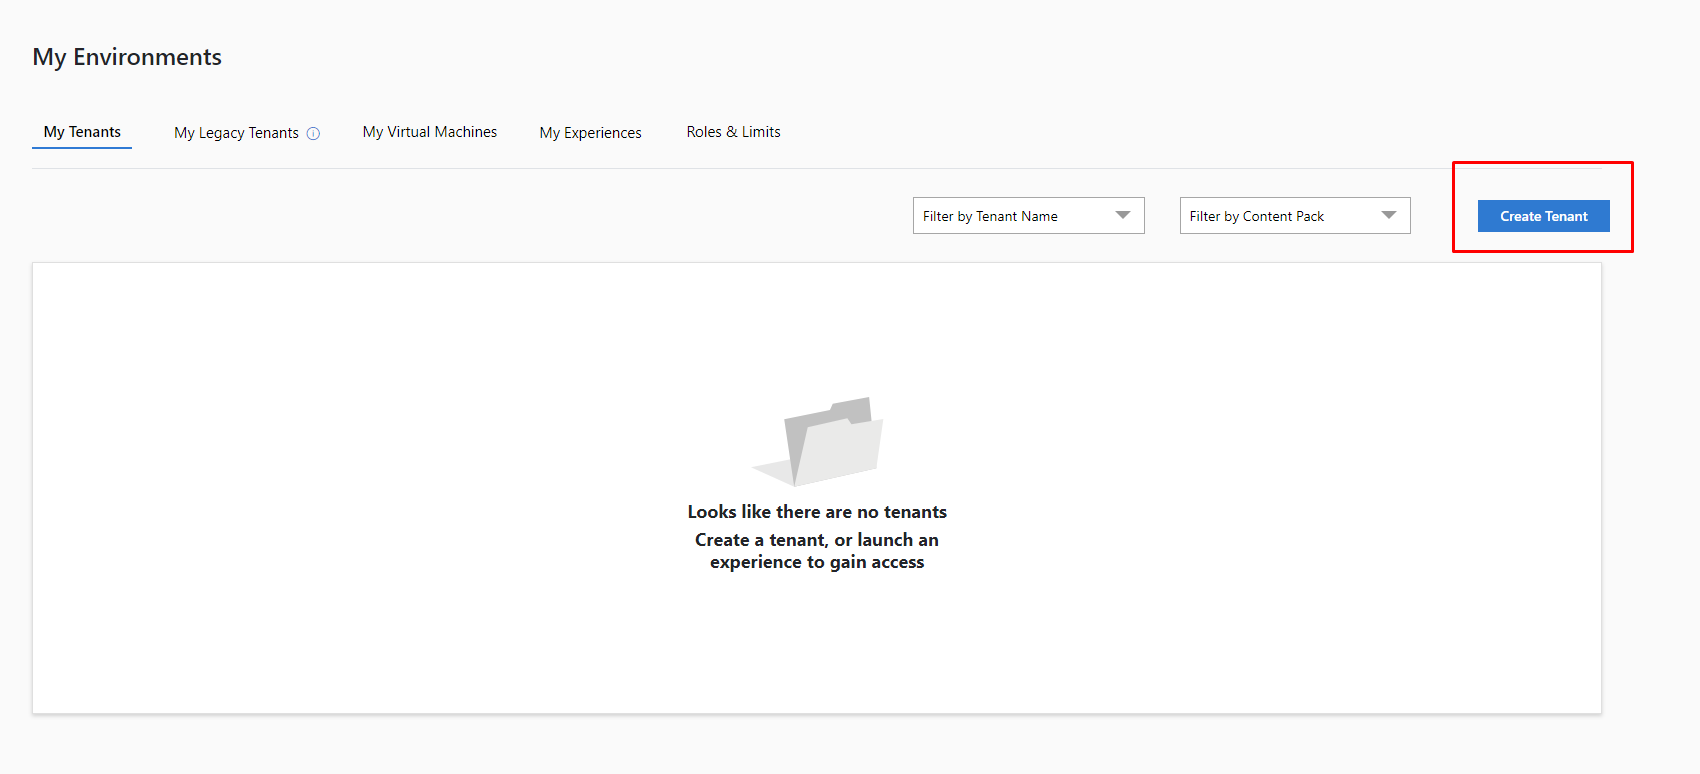 My Environments
My Tenants My Legacy Tenants My Virtual Machines My Experiences Roles & Limits
Filter by Tenant Name Filter by Content Pack Create Tenant
Looks like there are no tenants
Create a tenant, or launch an
experience to gain access